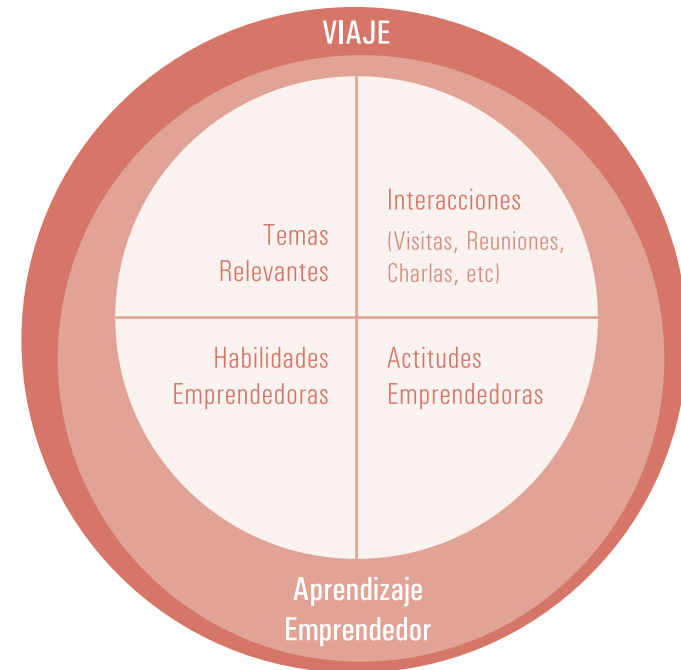 VIAJE
Temas
Relevantes
Interacciones
(Visitas, Reuniones,
Charlas, etc)
Habilidades
Emprendedoras
Actitudes
Emprendedoras
Aprendizaje
Emprendedor